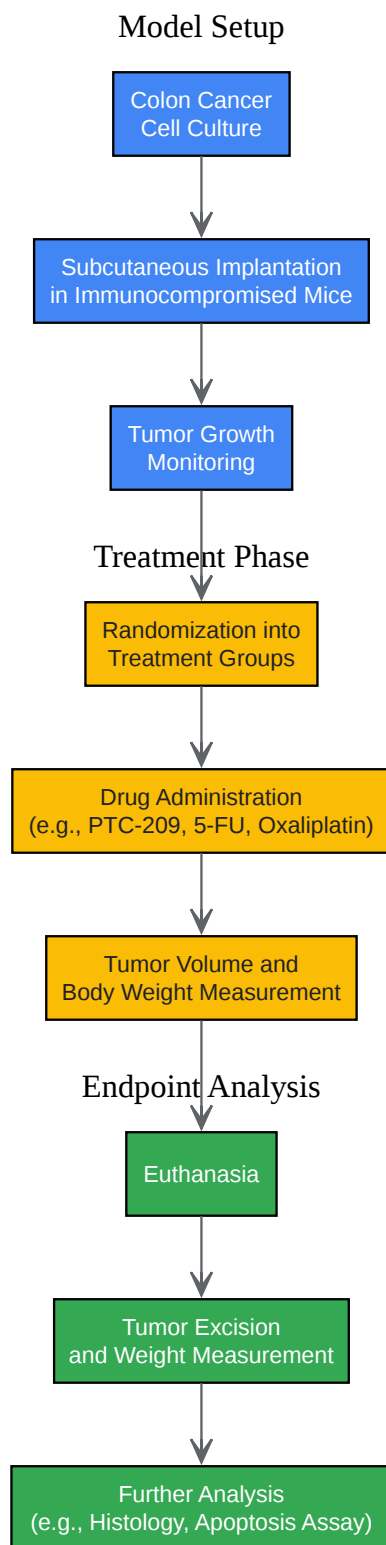 Model Setup
Colon Cancer
Cell Culture
Subcutaneous Implantation
in Immunocompromised Mice
Tumor Growth
Monitoring
Treatment Phase
Randomization into
Treatment Groups
Drug Administration
(e.g., PTC-209, 5-FU, Oxaliplatin)
Tumor Volume and
Body Weight Measurement
Endpoint Analysis
Euthanasia
Tumor Excision
and Weight Measurement
Further Analysis
(e.g., Histology, Apoptosis Assay)